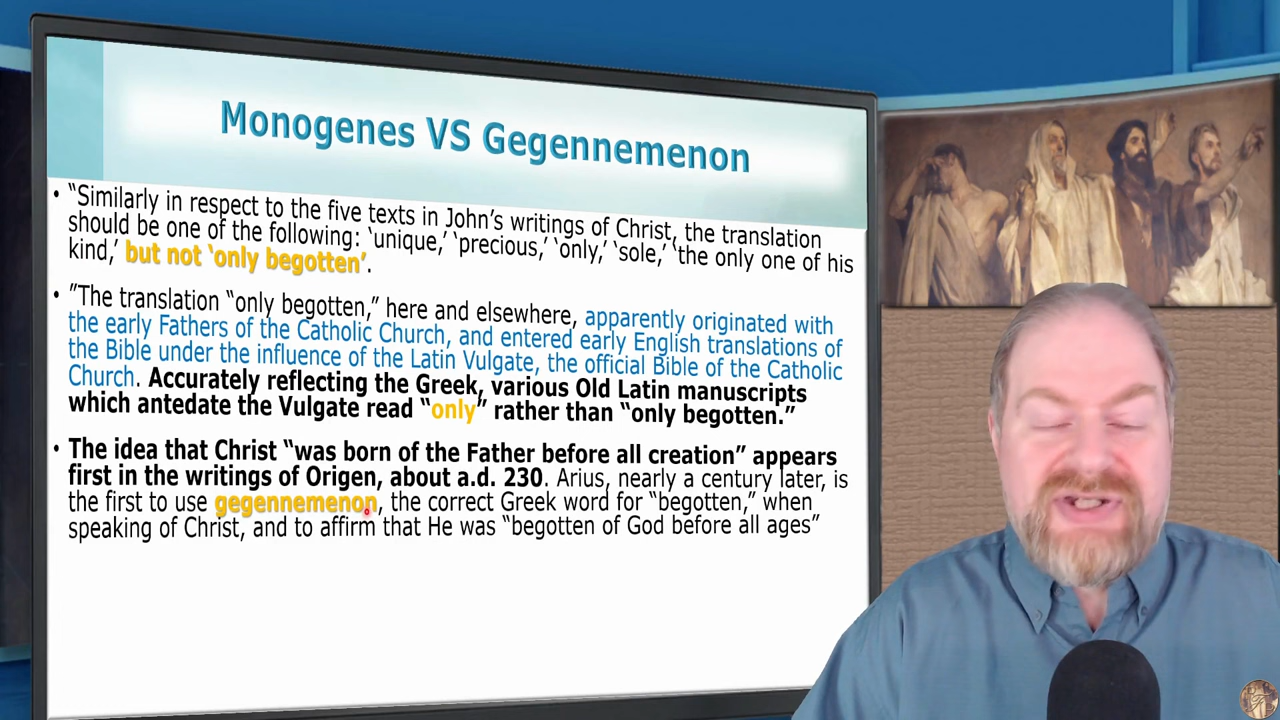 Monogenes VS Gegennemenon
• “Similarly in respect to the five texts in John’s writings of Christ, the translation
should be one of the following: ‘unique,’ ‘precious,’ ‘only,’ ‘sole,’ ‘the only one of his
kind,’ but not ‘only begotten’.
• ”The translation “only begotten,” here and elsewhere, apparently originated with
the early Fathers of the Catholic Church, and entered early English translations of
the Bible under the influence of the Latin Vulgate, the official Bible of the Catholic
Church. Accurately reflecting the Greek, various Old Latin manuscripts
which antedate the Vulgate read “only” rather than “only begotten.”
• The idea that Christ “was born of the Father before all creation” appears
first in the writings of Origen, about a.d. 230. Arius, nearly a century later, is
the first to use gegennemenon, the correct Greek word for “begotten,” when
speaking of Christ, and to affirm that He was “begotten of God before all ages”